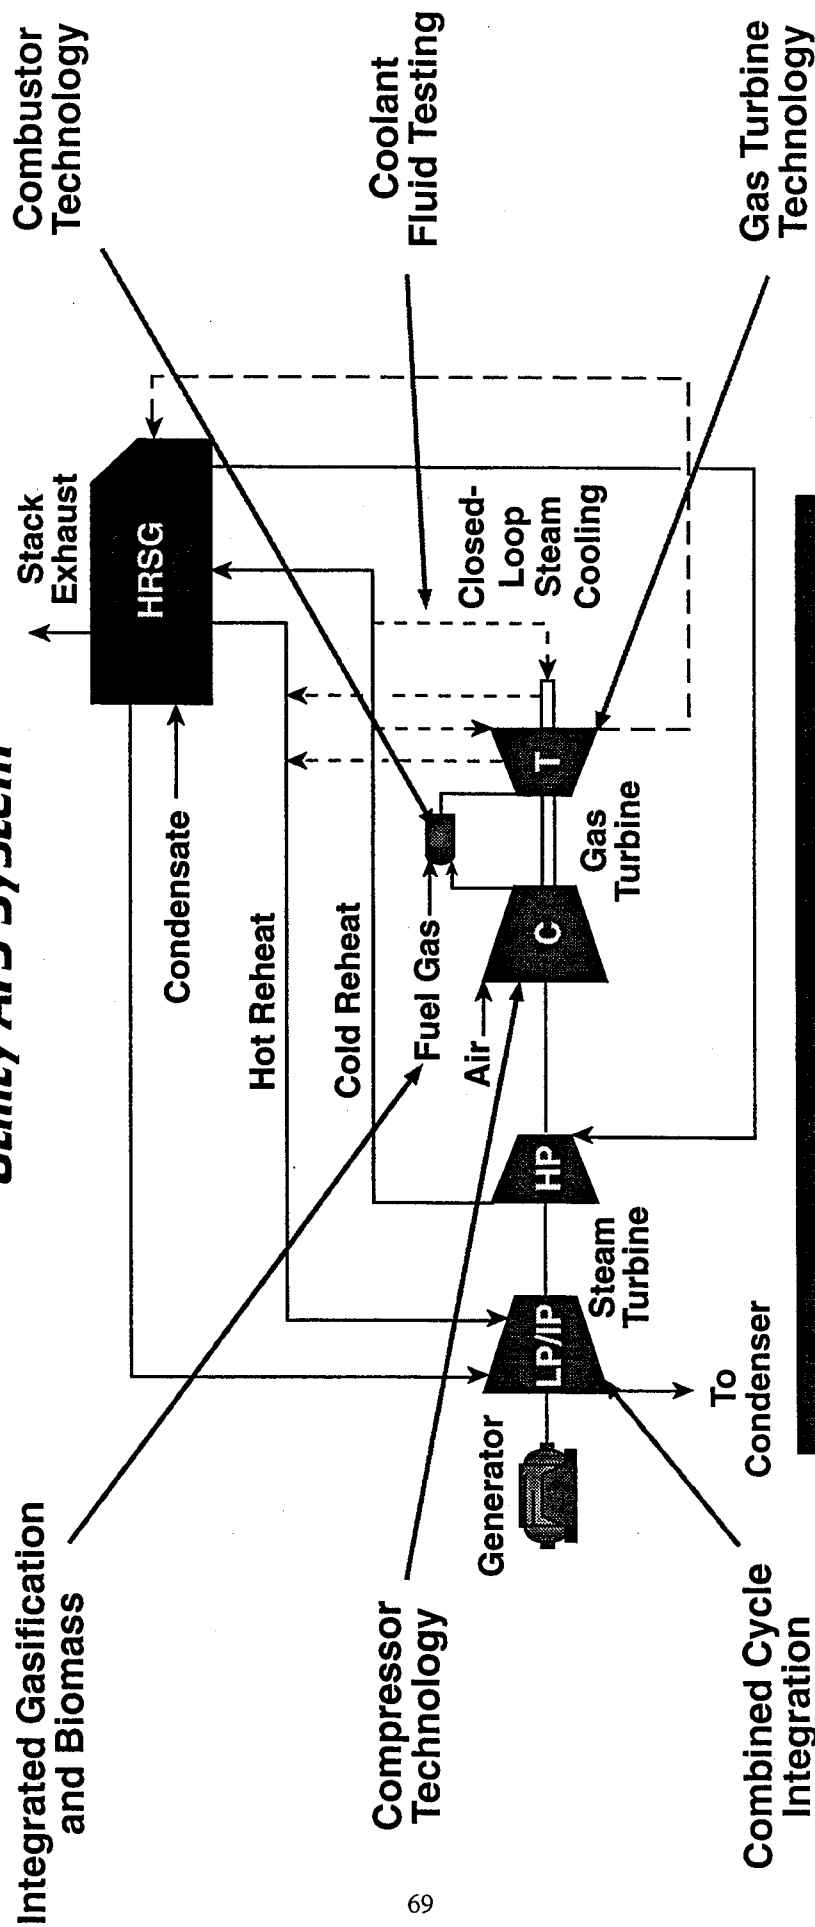 Utility ATS System
Integrated Gasification
and Biomass
Combustor
Technology
Stack
Exhaust
HRSG
Condensate
Hot Reheat
Cold Reheat
Compressor
Technology
Coolant
Fluid Testing
Fuel Gas
Air
Closed-
Loop
Steam
Cooling
Generator
LP/IP
HP
C
T
Steam
Turbine
Gas
Turbine
To
Condenser
Combined Cycle
Integration
Gas Turbine
Technology
69